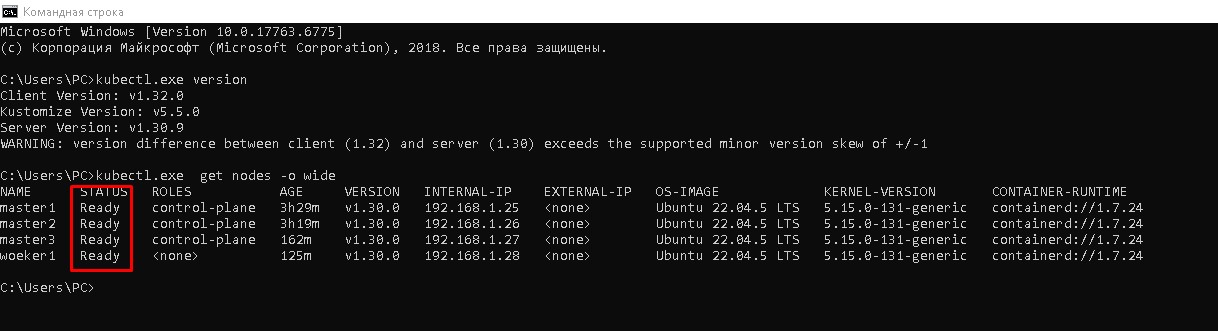 Командная строка
Microsoft Windows [Version 10.0.17763.6775]
(c) Корпорация Майкрософт (Microsoft Corporation), 2018. Все права защищены.
C:\Users\PC>kubectl.exe version
Client Version: v1.32.0
Kustomize Version: v5.5.0
Server Version: v1.30.9
WARNING: version difference between client (1.32) and server (1.30) exceeds the supported minor version skew of +/-1
C:\Users\PC>kubectl.exe  get nodes -o wide
NAME      STATUS   ROLES           AGE     VERSION   INTERNAL-IP    EXTERNAL-IP   OS-IMAGE             KERNEL-VERSION       CONTAINER-RUNTIME
master1   Ready    control-plane   3h29m   v1.30.0   192.168.1.25   <none>        Ubuntu 22.04.5 LTS   5.15.0-131-generic   containerd://1.7.24
master2   Ready    control-plane   3h19m   v1.30.0   192.168.1.26   <none>        Ubuntu 22.04.5 LTS   5.15.0-131-generic   containerd://1.7.24
master3   Ready    control-plane   162m    v1.30.0   192.168.1.27   <none>        Ubuntu 22.04.5 LTS   5.15.0-131-generic   containerd://1.7.24
woeker1   Ready    <none>          125m    v1.30.0   192.168.1.28   <none>        Ubuntu 22.04.5 LTS   5.15.0-131-generic   containerd://1.7.24
C:\Users\PC>